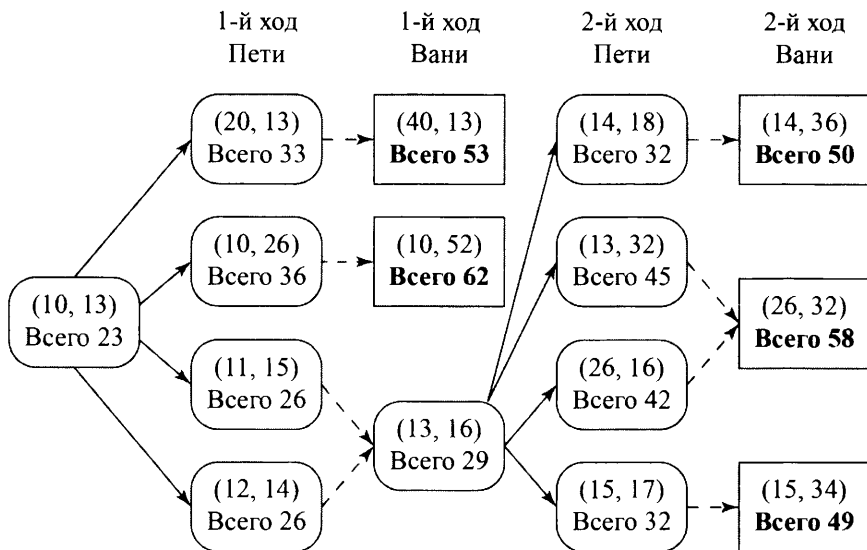 1-й ход
Пети
1-й ход
Вани
2-й ход
Пети
2-й ход
Вани
(20, 13)
Всего 33
(40, 13)
Всего 53
(14, 18)
Всего 32
(14, 36)
Всего 50
(10, 26)
Всего 36
(10, 52)
Всего 62
(13, 32)
Всего 45
(10, 13)
Всего 23
(26, 32)
Всего 58
(11, 15)
Всего 26
(26, 16)
Всего 42
(13, 16)
Всего 29
(12, 14)
Всего 26
(15, 17)
Всего 32
(15, 34)
Всего 49